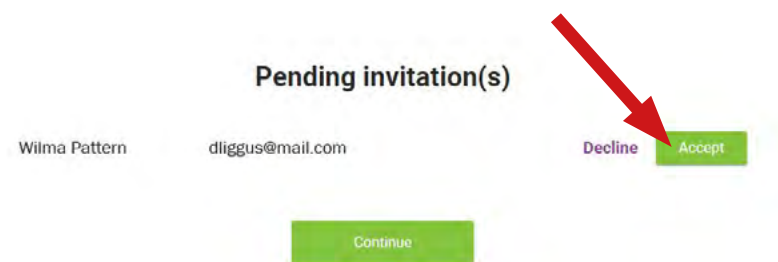 Pending invitation(s)
Wilma Pattern dliggus@mail.com Decline Accept
Continue